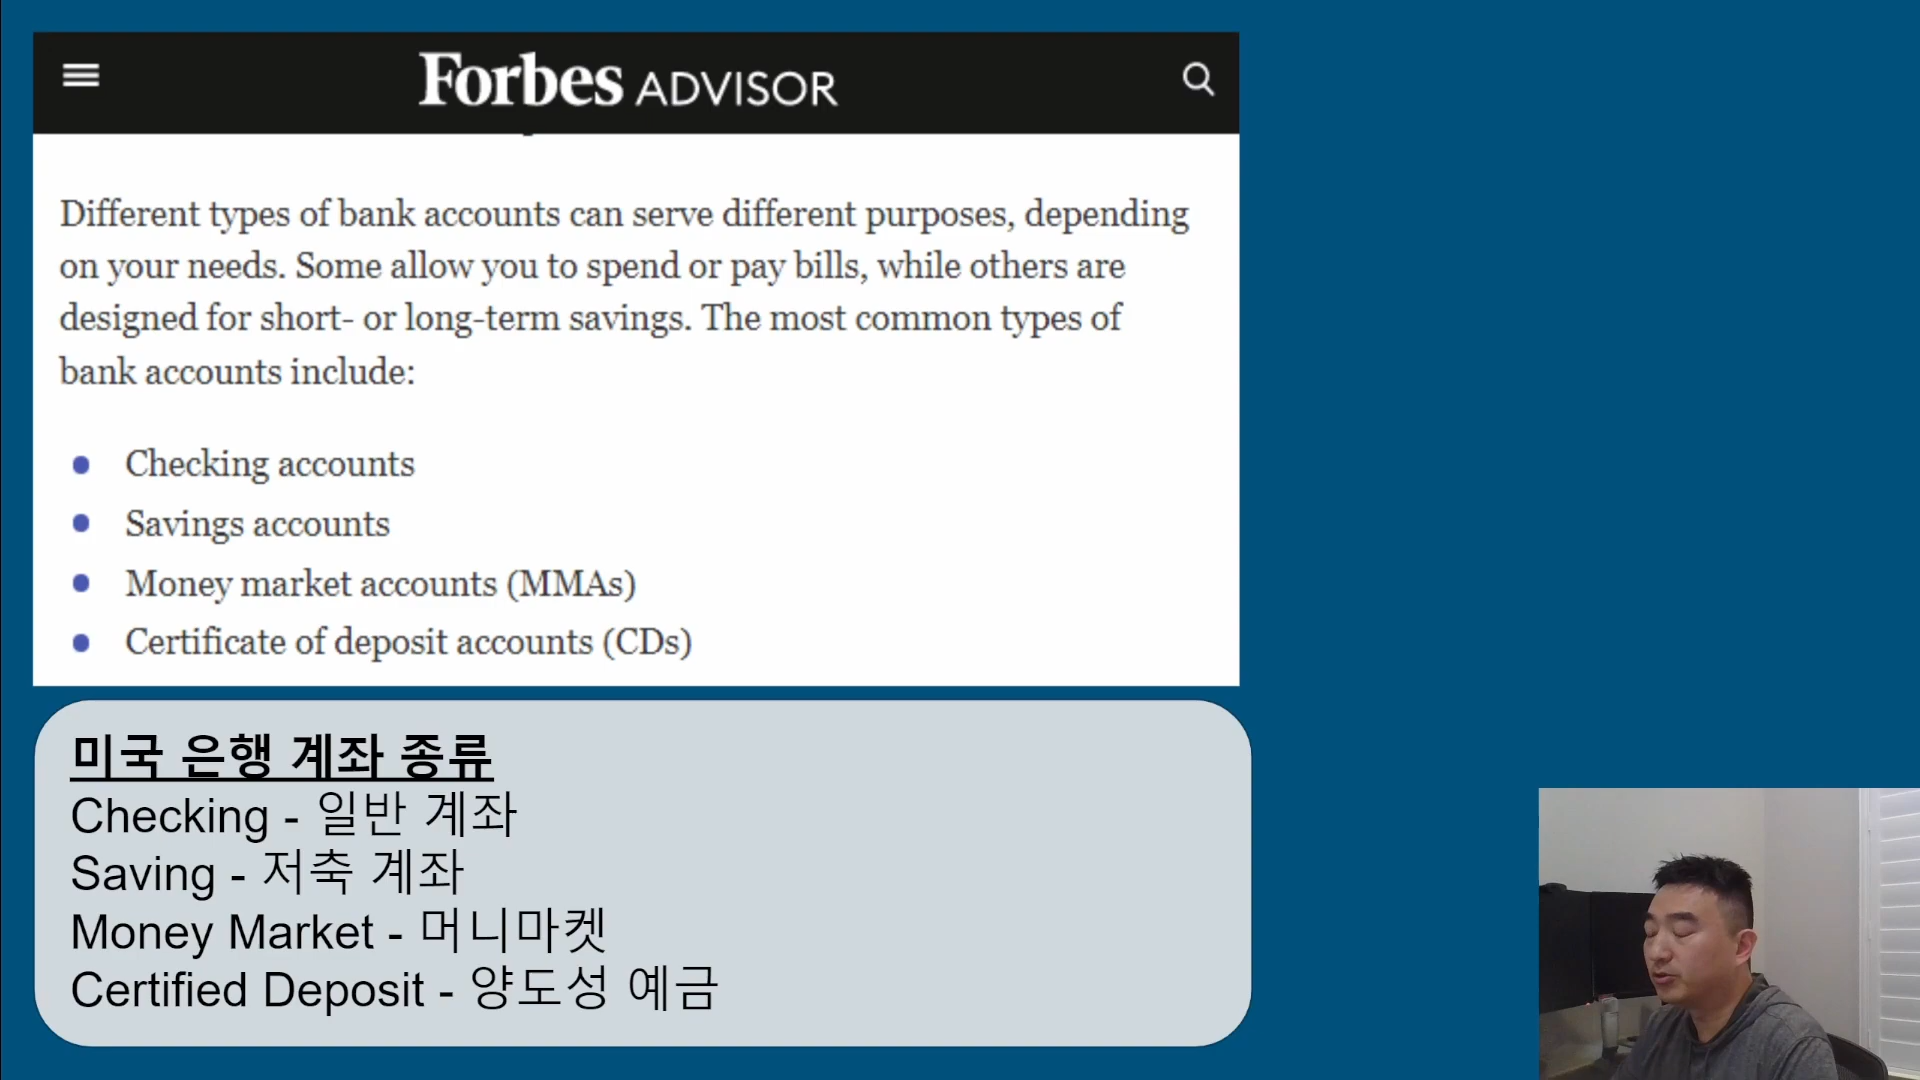 Forbes ADVISOR
Different types of bank accounts can serve different purposes, depending
on your needs. Some allow you to spend or pay bills, while others are
designed for short- or long-term savings. The most common types of
bank accounts include:
Checking accounts
Savings accounts
Money market accounts (MMAs)
Certificate of deposit accounts (CDs)
미국 은행 계좌 종류
Checking - 일반 계좌
Saving - 저축 계좌
Money Market - 머니마켓
Certified Deposit - 양도성 예금